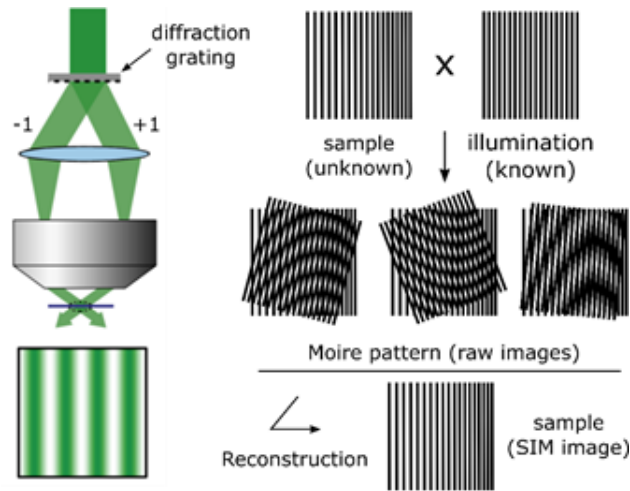 diffraction
grating
-1
+1
X
sample
(unknown)
illumination
(known)
Moire pattern (raw images)
Reconstruction
sample
(SIM image)